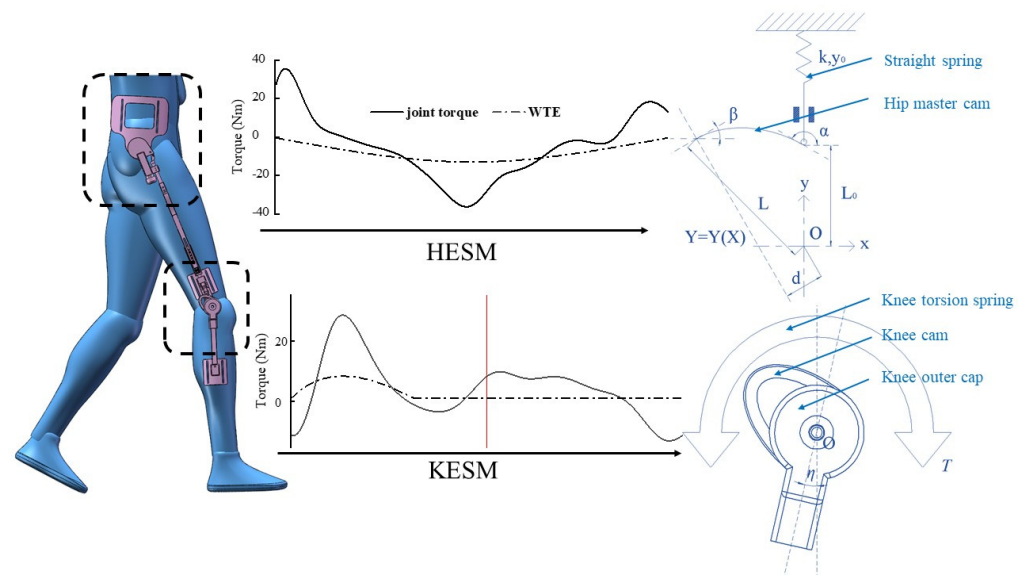 40
20
0
-20
-40
Torque (Nm)
joint torque
WTE
HESM
20
0
Torque (Nm)
KESM
k,y₀
Straight spring
Hip master cam
β
α
y
L₀
L
Y=Y(X)
O
x
d
Knee torsion spring
Knee cam
Knee outer cap
O
T
η